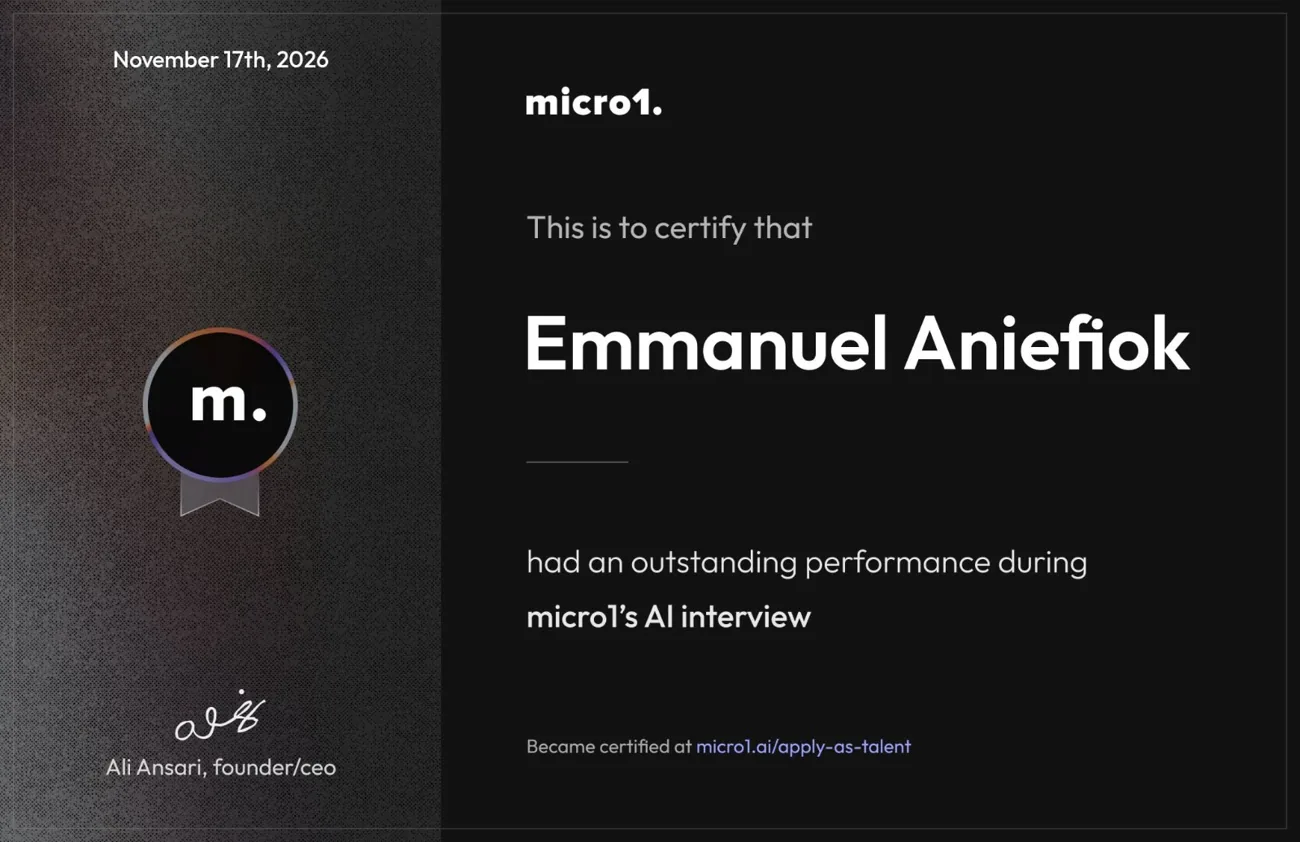 November 17th, 2026
micro1.
This is to certify that
Emmanuel Aniefiok
m.
had an outstanding performance during
micro1’s AI interview
Became certified at micro1.ai/apply-as-talent
Ali Ansari, founder/ceo